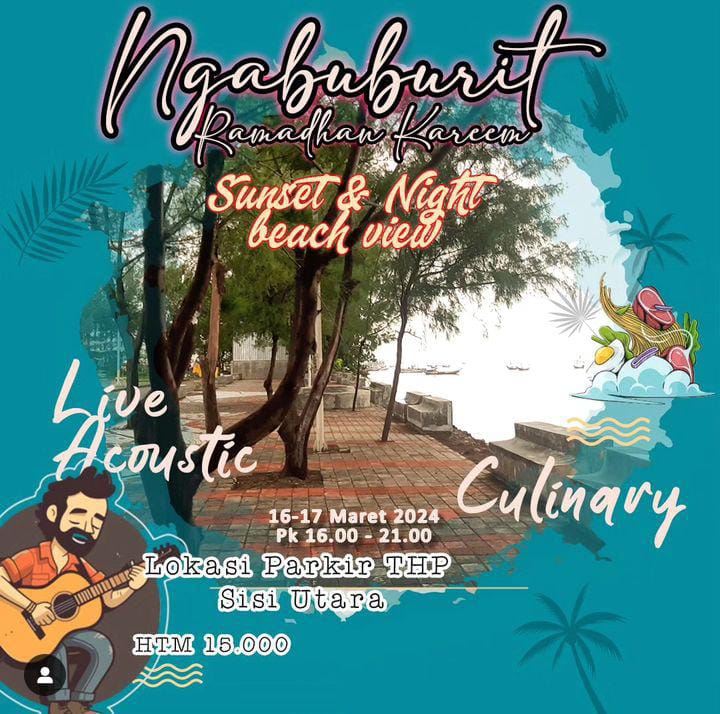 Ngabuburit
Ramadhan Kareem
Sunset & Night
beach view
Live
Acoustic
Culinary
16-17 Maret 2024
Pk 16.00 - 21.00
Lokasi Parkir THP
Sisi Utara
HTM 15.000